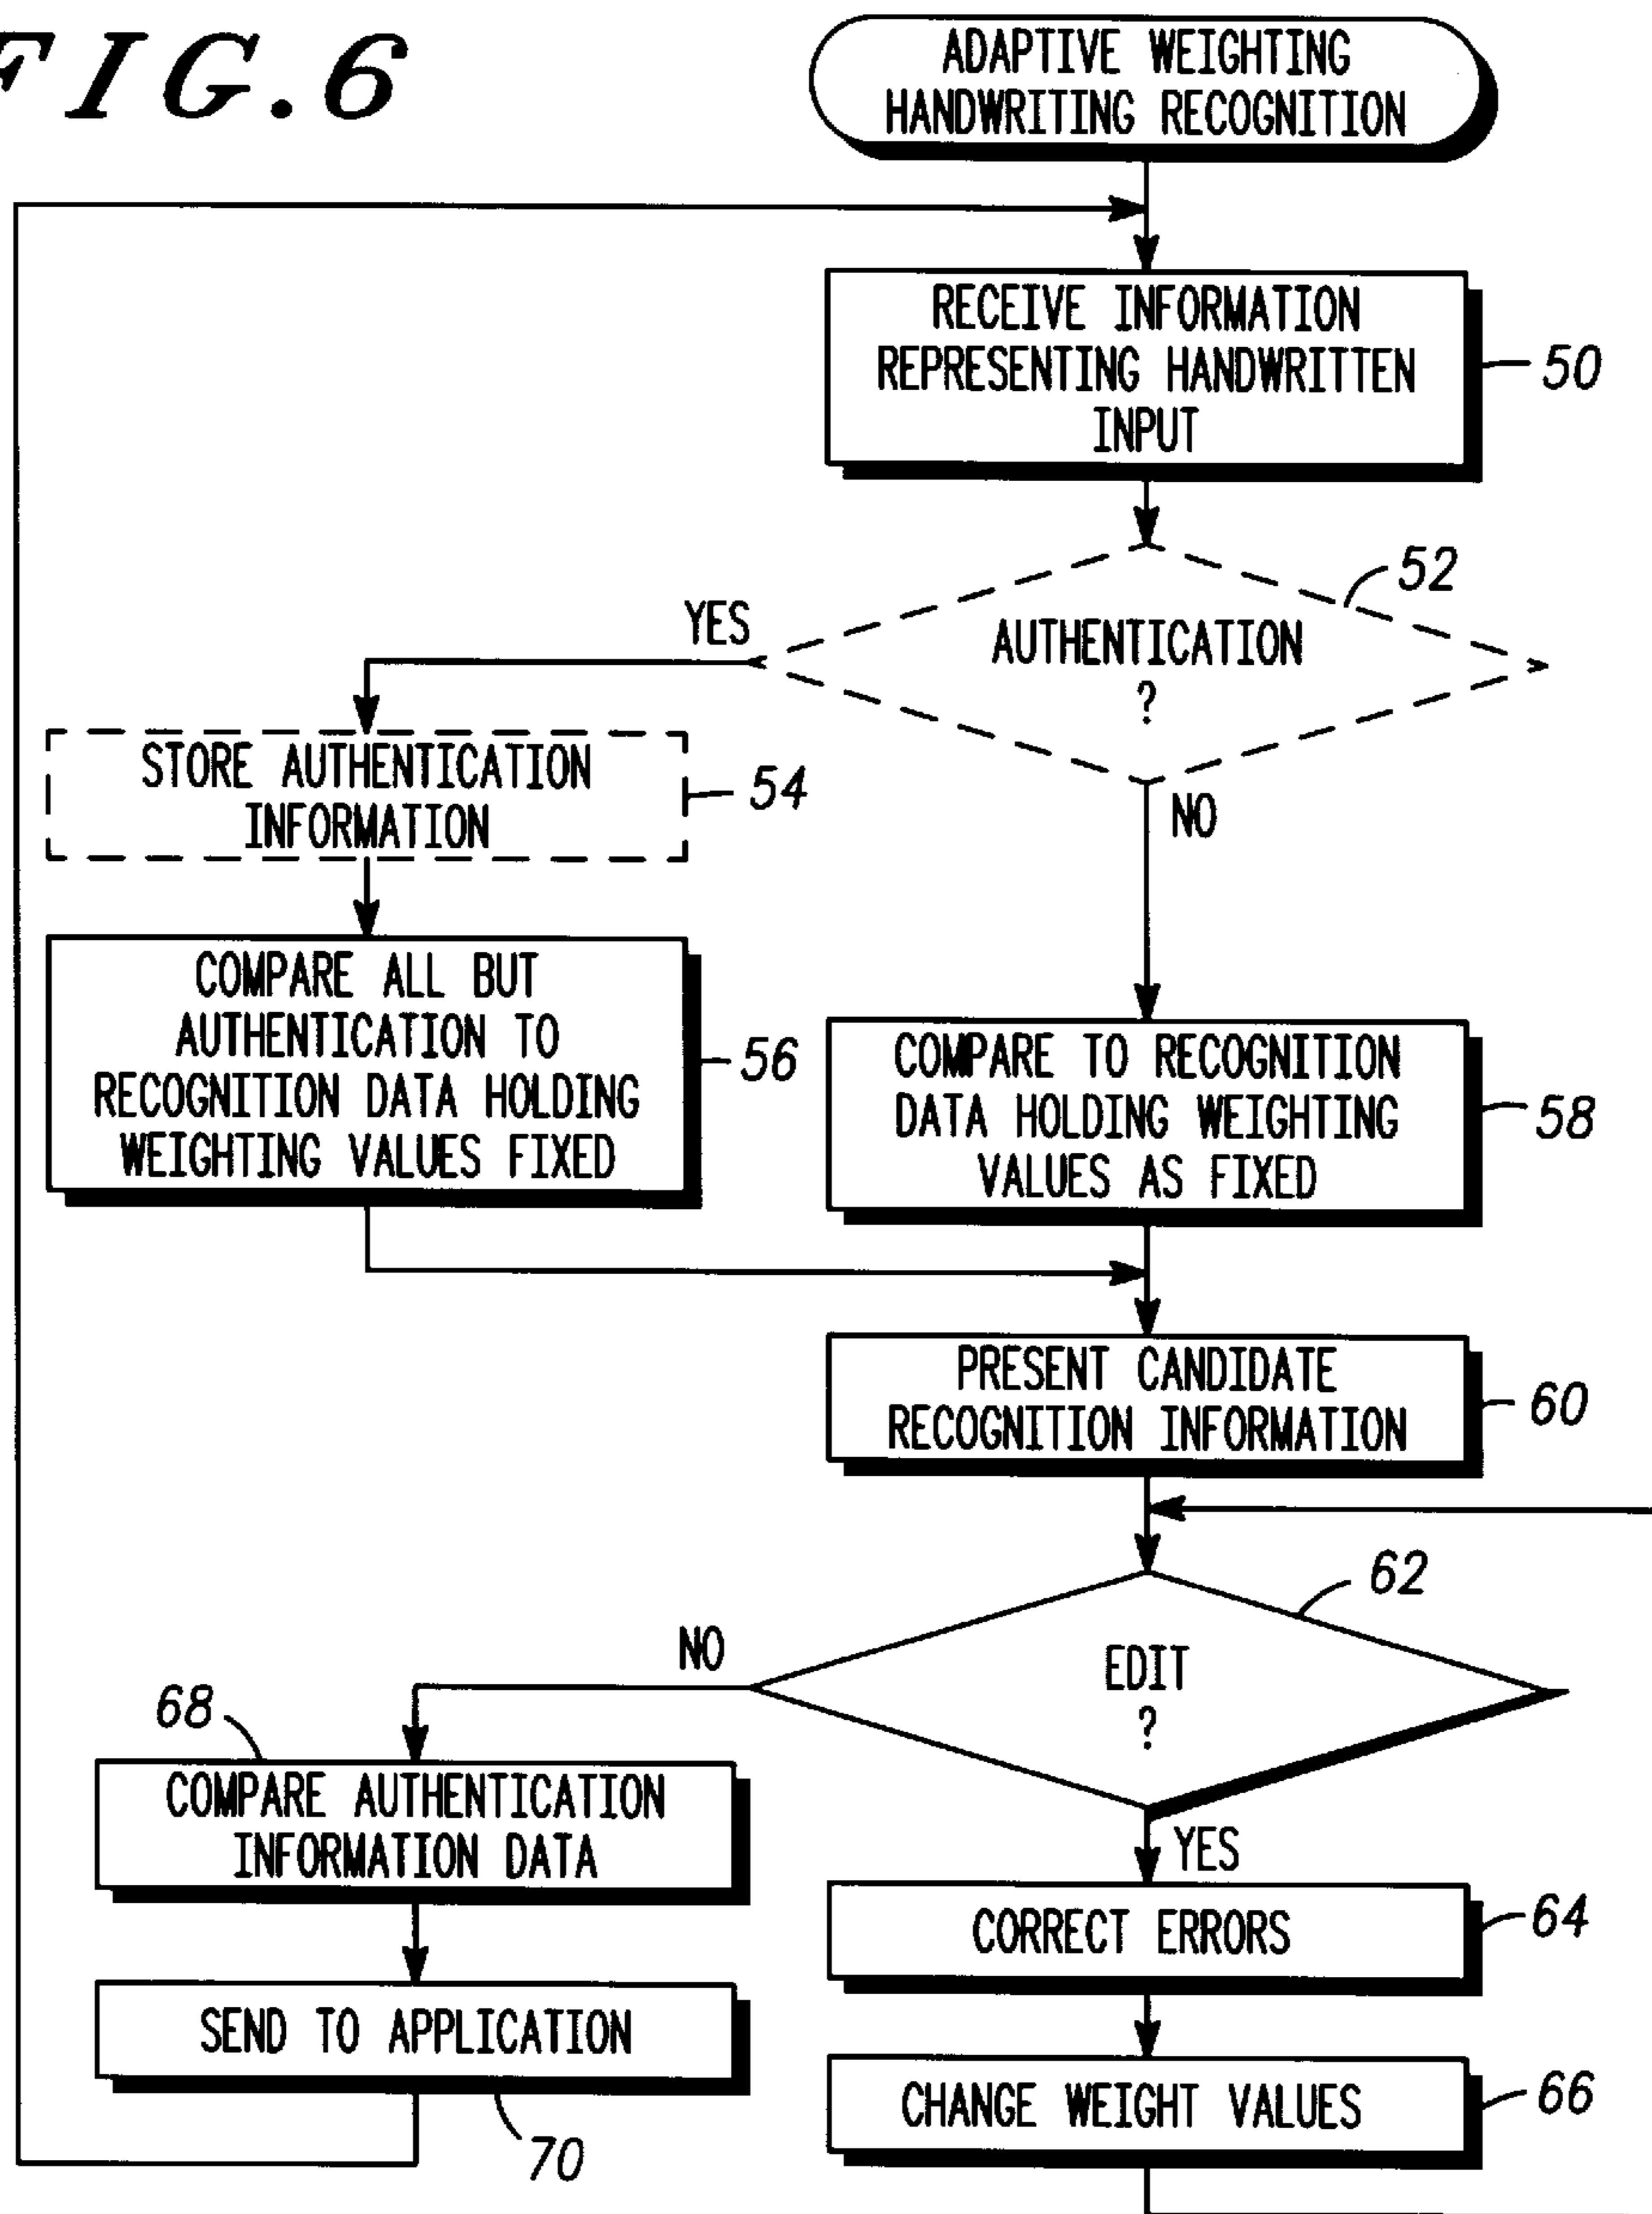 FIG.6
ADAPTIVE WEIGHTING
HANDWRITING RECOGNITION
RECEIVE INFORMATION
REPRESENTING HANDWRITTEN
INPUT
50
52
YES
AUTHENTICATION
?
NO
STORE AUTHENTICATION
INFORMATION
54
COMPARE ALL BUT
AUTHENTICATION TO
RECOGNITION DATA HOLDING
WEIGHTING VALUES FIXED
56
COMPARE TO RECOGNITION
DATA HOLDING WEIGHTING
VALUES AS FIXED
58
PRESENT CANDIDATE
RECOGNITION INFORMATION
60
62
NO
EDIT
?
YES
68
COMPARE AUTHENTICATION
INFORMATION DATA
CORRECT ERRORS
64
SEND TO APPLICATION
70
CHANGE WEIGHT VALUES
66